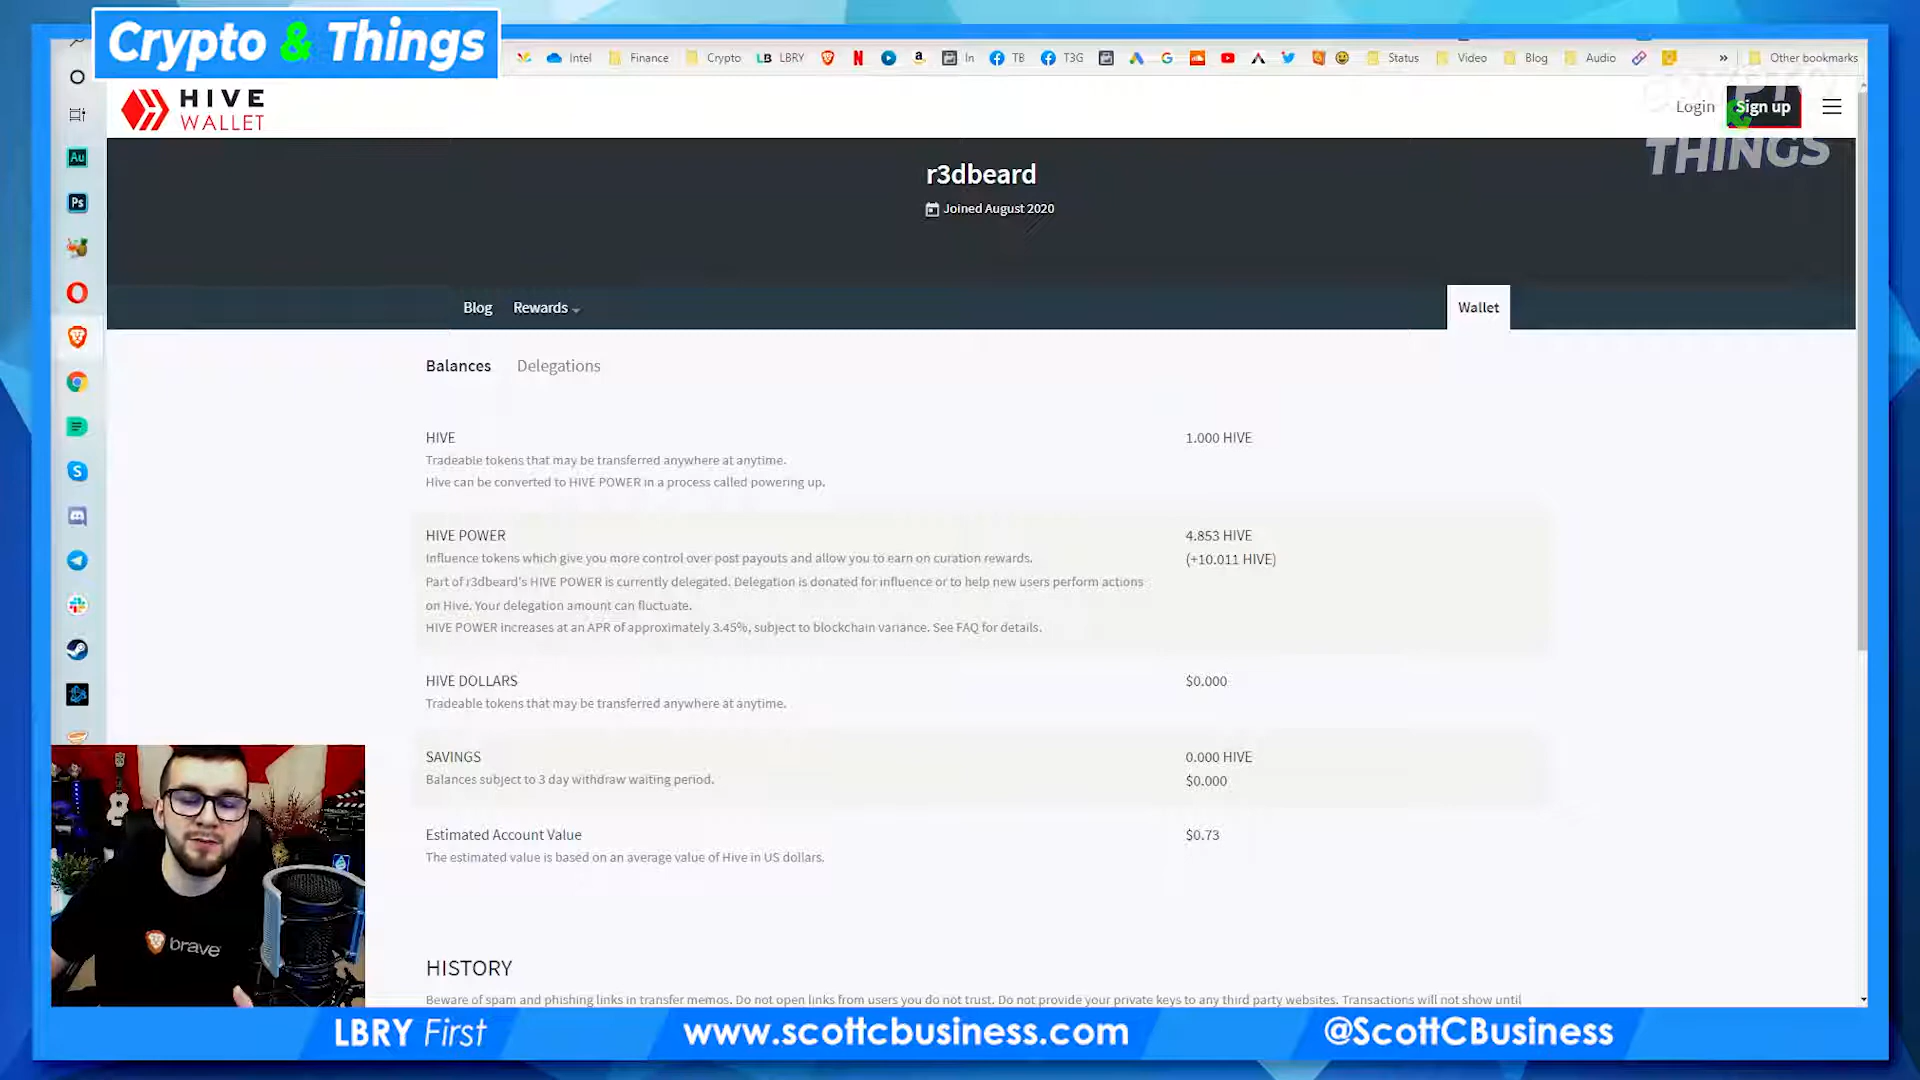 Crypto & Things
Intel Finance Crypto LB LBRY In TB T3G Status Video Blog Audio » Other bookmarks
HIVE
WALLET
Login Sign up
THINGS
r3dbeard
Joined August 2020
Blog Rewards Wallet
Balances Delegations
HIVE 1.000 HIVE
Tradeable tokens that may be transferred anywhere at anytime.
Hive can be converted to HIVE POWER in a process called powering up.
HIVE POWER 4.853 HIVE
Influence tokens which give you more control over post payouts and allow you to earn on curation rewards. (+10.011 HIVE)
Part of r3dbeard's HIVE POWER is currently delegated. Delegation is donated for influence or to help new users perform actions
on Hive. Your delegation amount can fluctuate.
HIVE POWER increases at an APR of approximately 3.45%, subject to blockchain variance. See FAQ for details.
HIVE DOLLARS $0.000
Tradeable tokens that may be transferred anywhere at anytime.
SAVINGS 0.000 HIVE
Balances subject to 3 day withdraw waiting period. $0.000
Estimated Account Value $0.73
The estimated value is based on an average value of Hive in US dollars.
HISTORY
Beware of spam and phishing links in transfer memos. Do not open links from users you do not trust. Do not provide your private keys to any third party websites. Transactions will not show until
Au
Ps
S
brave
LBRY First
www.scottcbusiness.com
@ScottCBusiness